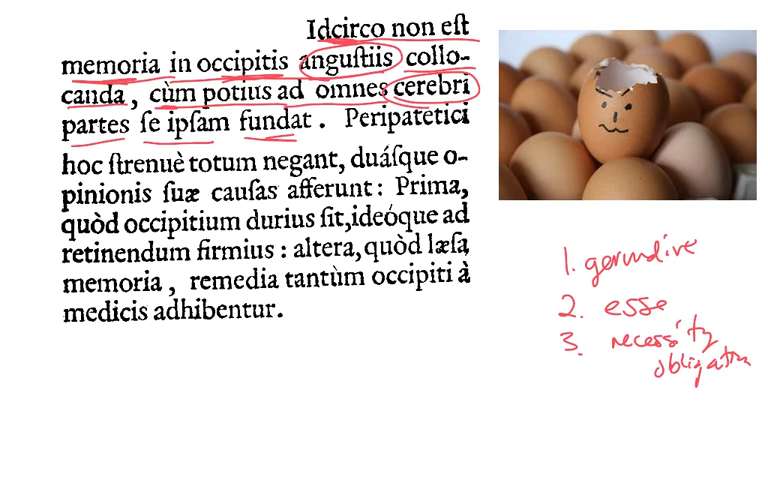 Idcirco non eſt
memoria in occipitis anguſtiis collo-
canda, cùm potius ad omnes cerebri
partes ſe ipſam fundat. Peripatetici
hoc ſtrenuè totum negant, duáſque o-
pinionis ſuæ cauſas afferunt: Prima,
quòd occipitium durius ſit, ideóque ad
retinendum firmius: altera, quòd læſa
memoria, remedia tantùm occipiti à
medicis adhibentur.
1. gerundive
2. esse
3. necessity
obligation